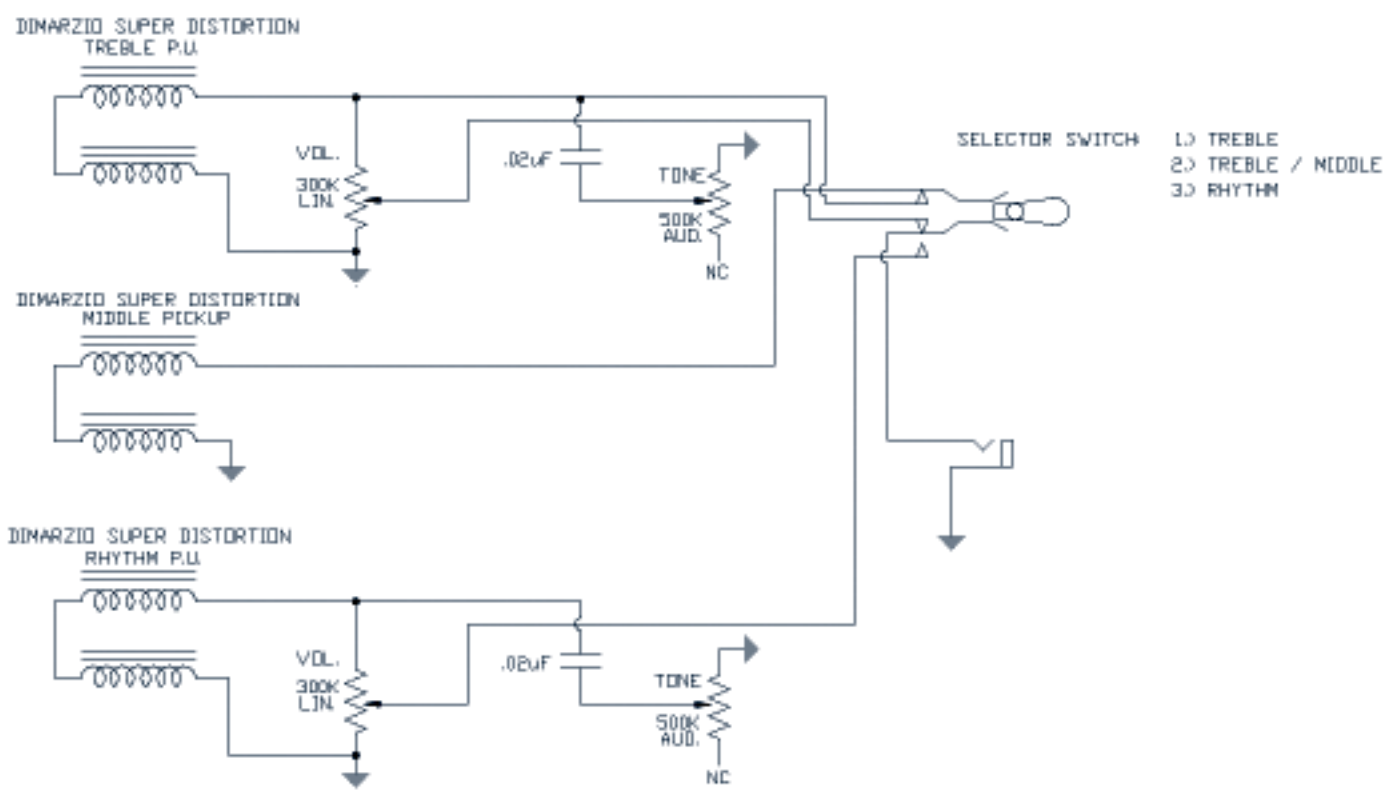 DIMARZIO SUPER DISTORTION
TREBLE P.U.
VOL.
300K
LIN.
.02uF
TONE
500K
AUD.
NC
SELECTOR SWITCH: 1.) TREBLE
2.) TREBLE / MIDDLE
3.) RHYTHM
DIMARZIO SUPER DISTORTION
MIDDLE PICKUP
DIMARZIO SUPER DISTORTION
RHYTHM P.U.
VOL.
300K
LIN.
.02uF
TONE
500K
AUD.
NC